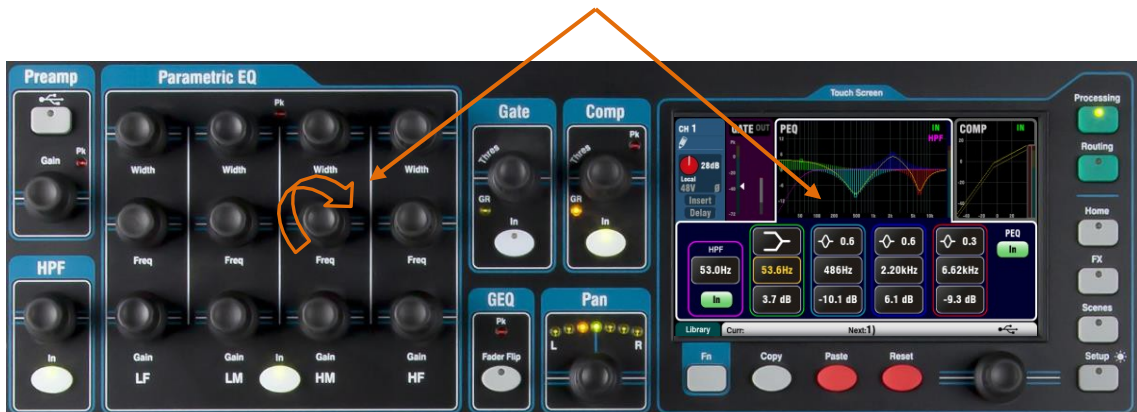 Preamp
Gain
Pk
HPF
In
Parametric EQ
Pk
Width
Width
Width
Width
Freq
Freq
Freq
Freq
Gain
Gain
In
Gain
Gain
LF
LM
HM
HF
Gate
Thres
GR
In
Comp
Thres
Pk
GR
In
GEQ
Pk
Fader Flip
Pan
L
R
Touch Screen
CH 1
28dB
Local
48V
Ø
Insert
Delay
GATE OUT
PEQ
IN
HPF
COMP
IN
HPF
53.0Hz
In
53.6Hz
3.7 dB
0.6
486Hz
-10.1 dB
0.6
2.20kHz
6.1 dB
0.3
6.62kHz
-9.3 dB
PEQ
In
Library
Curr:
Next:1)
Fn
Copy
Paste
Reset
Processing
Routing
Home
FX
Scenes
Setup